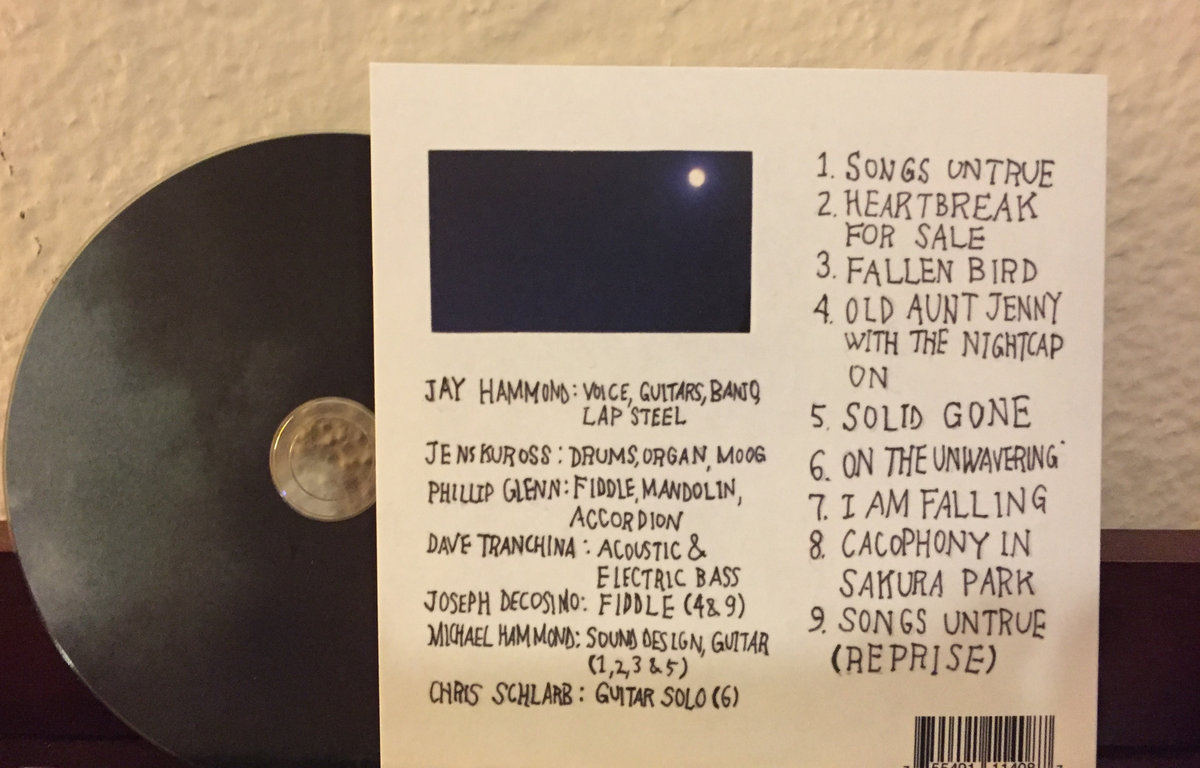 JAY HAMMOND: VOICE, GUITARS, BANJO,
LAP STEEL
JENS KUROSS: DRUMS, ORGAN, MOOG
PHILLIP GLENN: FIDDLE, MANDOLIN,
ACCORDION
DAVE TRANCHINA: ACOUSTIC &
ELECTRIC BASS
JOSEPH DECOSIMO: FIDDLE (4&9)
MICHAEL HAMMOND: SOUND DESIGN, GUITAR
(1,2,3 & 5)
CHRIS SCHLARB: GUITAR SOLO (6)
1. SONGS UNTRUE
2. HEARTBREAK
FOR SALE
3. FALLEN BIRD
4. OLD AUNT JENNY
WITH THE NIGHTCAP
ON
5. SOLID GONE
6. ON THE UNWAVERING
7. I AM FALLING
8. CACOPHONY IN
SAKURA PARK
9. SONGS UNTRUE
(REPRISE)